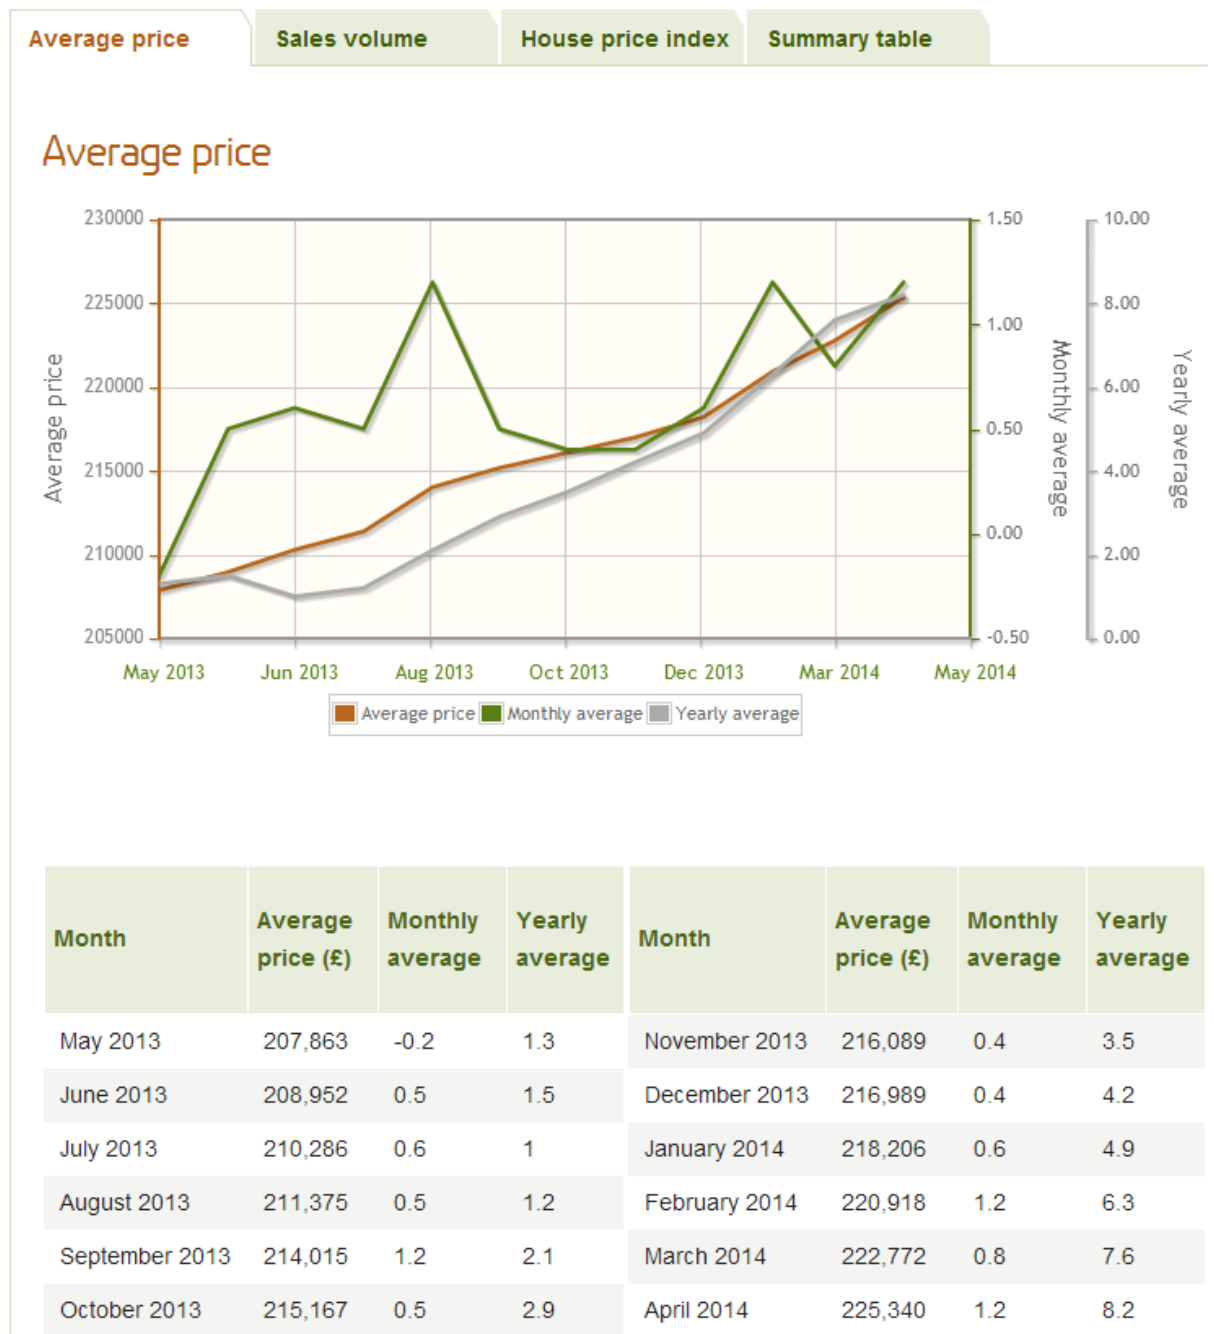 Average price Sales volume House price index Summary table
Average price
230000
225000
220000
215000
210000
205000
Average price
1.50
1.00
0.50
0.00
-0.50
Monthly average
10.00
8.00
6.00
4.00
2.00
0.00
Yearly average
May 2013 Jun 2013 Aug 2013 Oct 2013 Dec 2013 Mar 2014 May 2014
Average price Monthly average Yearly average
Month Average price (£) Monthly average Yearly average Month Average price (£) Monthly average Yearly average
May 2013 207,863 -0.2 1.3 November 2013 216,089 0.4 3.5
June 2013 208,952 0.5 1.5 December 2013 216,989 0.4 4.2
July 2013 210,286 0.6 1 January 2014 218,206 0.6 4.9
August 2013 211,375 0.5 1.2 February 2014 220,918 1.2 6.3
September 2013 214,015 1.2 2.1 March 2014 222,772 0.8 7.6
October 2013 215,167 0.5 2.9 April 2014 225,340 1.2 8.2